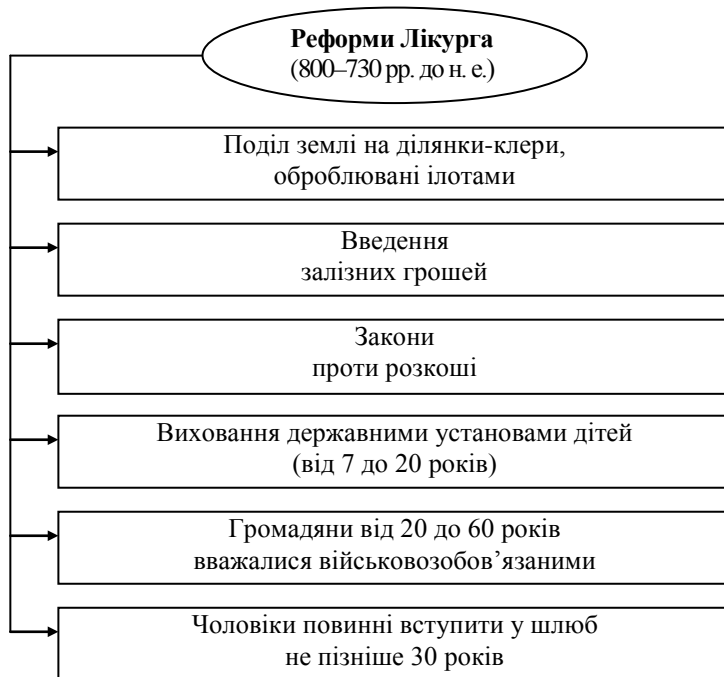 Реформи Лікурга
(800–730 рр. до н. е.)
Поділ землі на ділянки-клери,
оброблювані ілотами
Введення
залізних грошей
Закони
проти розкоші
Виховання державними установами дітей
(від 7 до 20 років)
Громадяни від 20 до 60 років
вважалися військовозобов’язаними
Чоловіки повинні вступити у шлюб
не пізніше 30 років